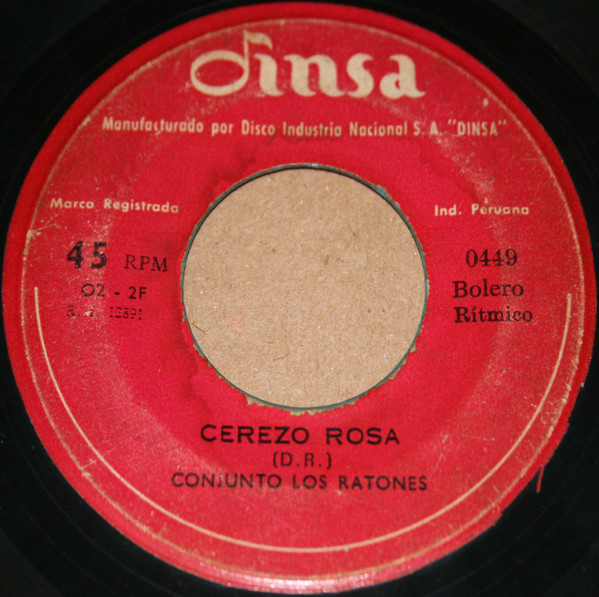 dinsa
Manufacturado por Disco Industria Nacional S. A. "DINSA"
Marca Registrada
Ind. Peruana
45 RPM
0449
O2 - 2F
Bolero
12891
Rítmico
CEREZO ROSA
(D.R.)
CONJUNTO LOS RATONES